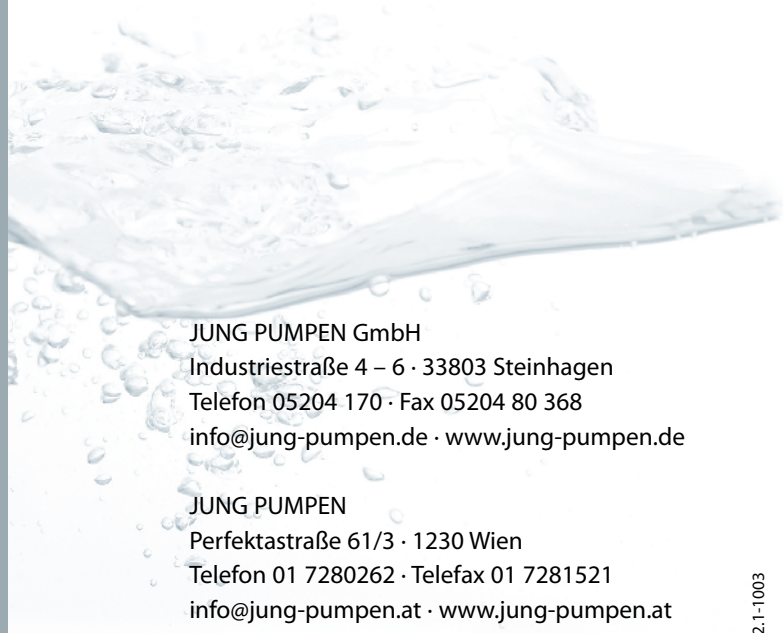 JUNG PUMPEN GmbH
Industriestraße 4 – 6 · 33803 Steinhagen
Telefon 05204 170 · Fax 05204 80 368
info@jung-pumpen.de · www.jung-pumpen.de
JUNG PUMPEN
Perfektastraße 61/3 · 1230 Wien
Telefon 01 7280262 · Telefax 01 7281521
info@jung-pumpen.at · www.jung-pumpen.at
2.1-1003